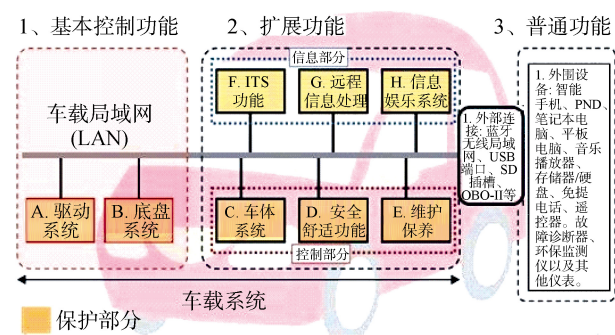 1、基本控制功能
2、扩展功能
3、普通功能
信息部分
F. ITS
功能
G. 远程
信息处理
H. 信息
娱乐系统
车载局域网
(LAN)
A. 驱动
系统
B. 底盘
系统
C. 车体
系统
D. 安全
舒适功能
E. 维护
保养
控制部分
1. 外部连
接: 蓝牙
无线局域
网、USB
端口、SD
插槽、
OBO-II等
1. 外围设
备: 智能
手机、PND、
笔记本电
脑、平板
电脑、音乐
播放器、
存储器/硬
盘、免提
电话、遥
控器。故
障诊断器、
环保监测
仪以及其
他仪表。
车载系统
保护部分